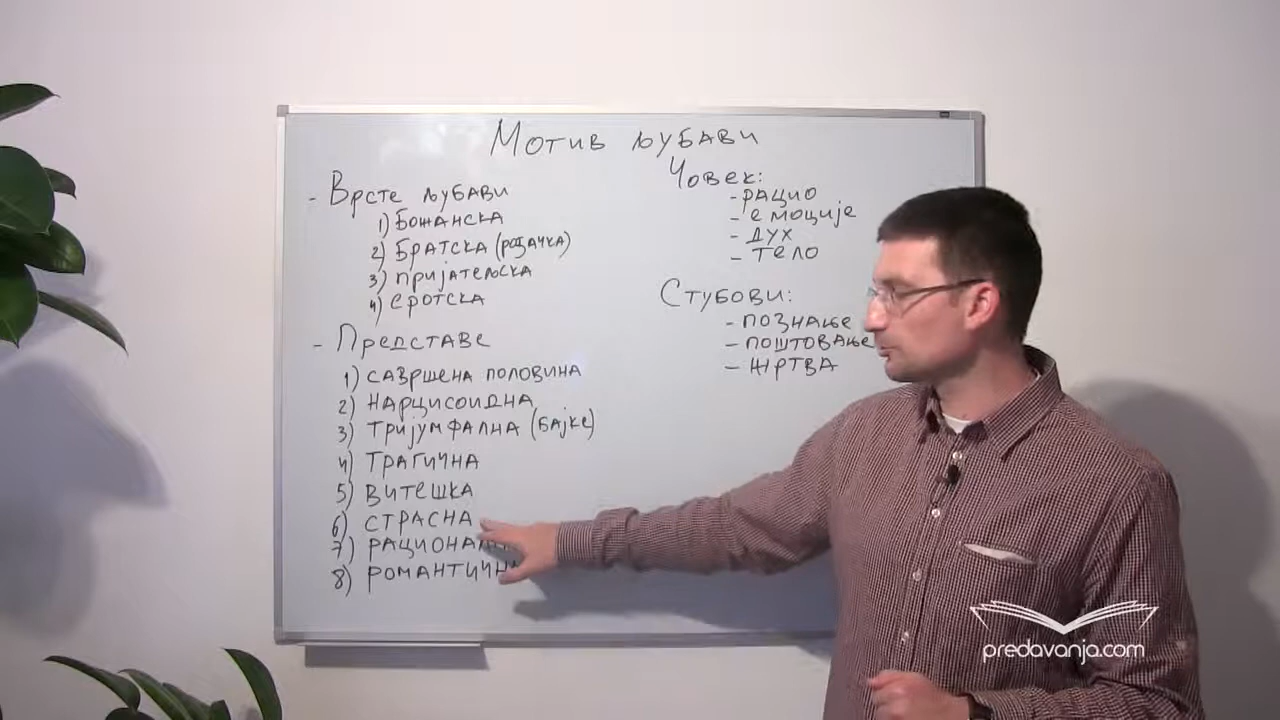 Мотив љубави
- Врсте љубави
1) Божанска
2) Братска (рођачка)
3) Пријатељска
4) Еротска
- Представе
1) савршена половина
2) нарцисоидна
3) тријумфална (бајке)
4) трагична
5) витешка
6) страсна
7)
8)
Човек:
- рацио
- емоције
- дух
- тело
Стубови:
- познање
- поштовање
- жртва
predavanja.com